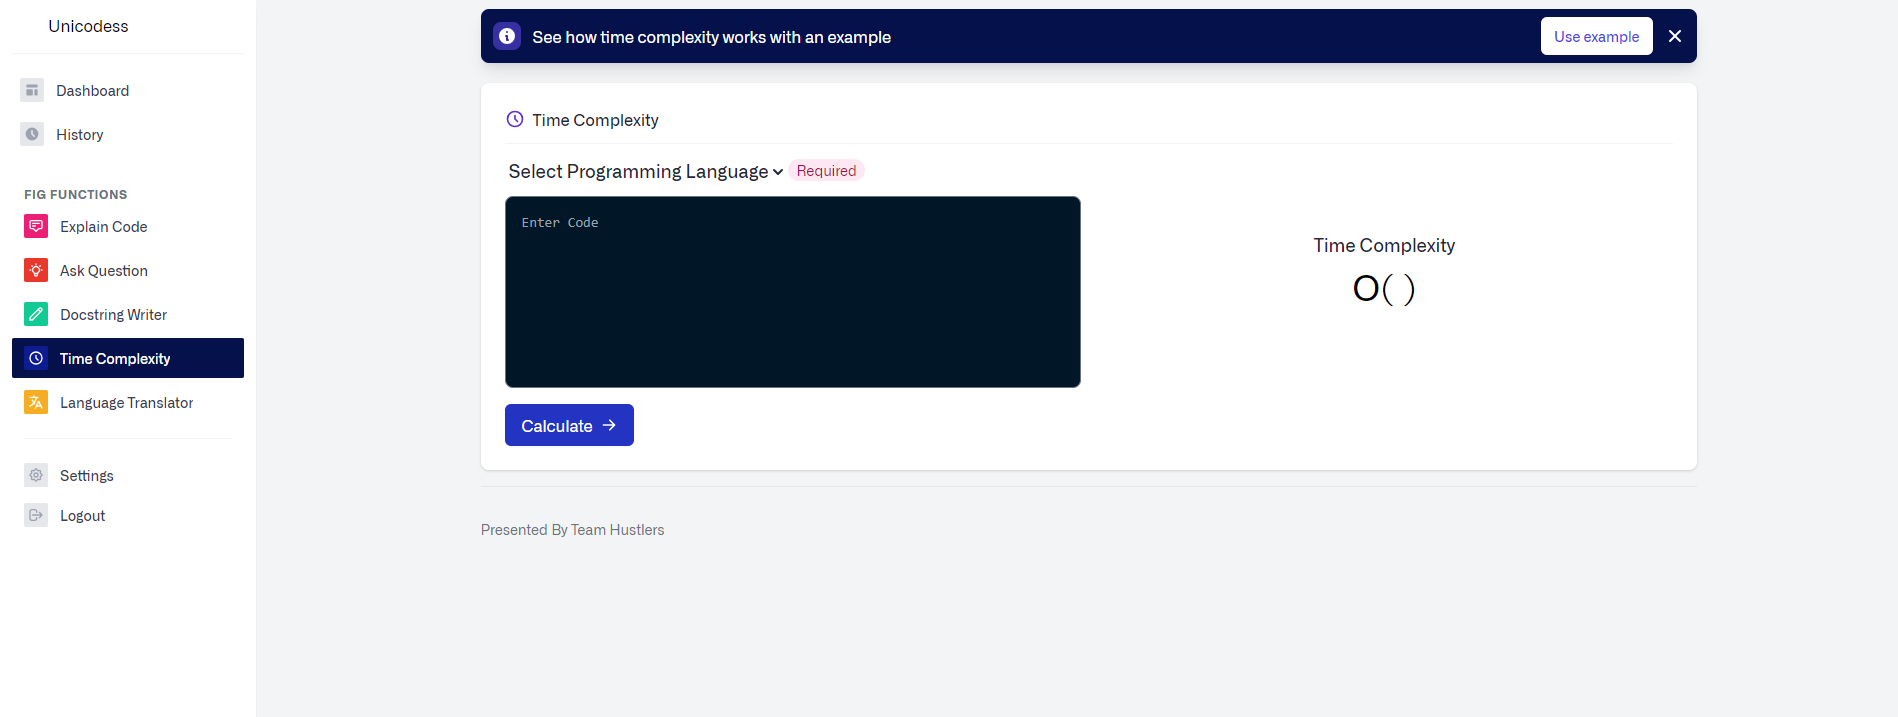 Unicodess
Dashboard
History
FIG FUNCTIONS
Explain Code
Ask Question
Docstring Writer
Time Complexity
Language Translator
Settings
Logout
See how time complexity works with an example
Use example
Time Complexity
Select Programming Language Required
Enter Code
Time Complexity
O( )
Calculate
Presented By Team Hustlers